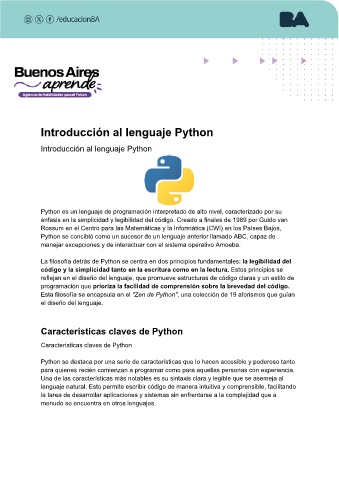 /educacionBA
BA
Buenos Aires
aprende
Agencia de Habilidades para el Futuro
Introducción al lenguaje Python
Introducción al lenguaje Python
Python es un lenguaje de programación interpretado de alto nivel, caracterizado por su
énfasis en la simplicidad y legibilidad del código. Creado a finales de 1989 por Guido van
Rossum en el Centro para las Matemáticas y la Informática (CWI) en los Países Bajos,
Python se concibió como un sucesor de un lenguaje anterior llamado ABC, capaz de
manejar excepciones y de interactuar con el sistema operativo Amoeba.
La filosofía detrás de Python se centra en dos principios fundamentales: la legibilidad del
código y la simplicidad tanto en la escritura como en la lectura. Estos principios se
reflejan en el diseño del lenguaje, que promueve estructuras de código claras y un estilo de
programación que prioriza la facilidad de comprensión sobre la brevedad del código.
Esta filosofía se encapsula en el "Zen de Python", una colección de 19 aforismos que guían
el diseño del lenguaje.
Características claves de Python
Características claves de Python
Python se destaca por una serie de características que lo hacen accesible y poderoso tanto
para quienes recién comienzan a programar como para aquellas personas con experiencia.
Una de las características más notables es su sintaxis clara y legible que se asemeja al
lenguaje natural. Esto permite escribir código de manera intuitiva y comprensible, facilitando
la tarea de desarrollar aplicaciones y sistemas sin enfrentarse a la complejidad que a
menudo se encuentra en otros lenguajes.